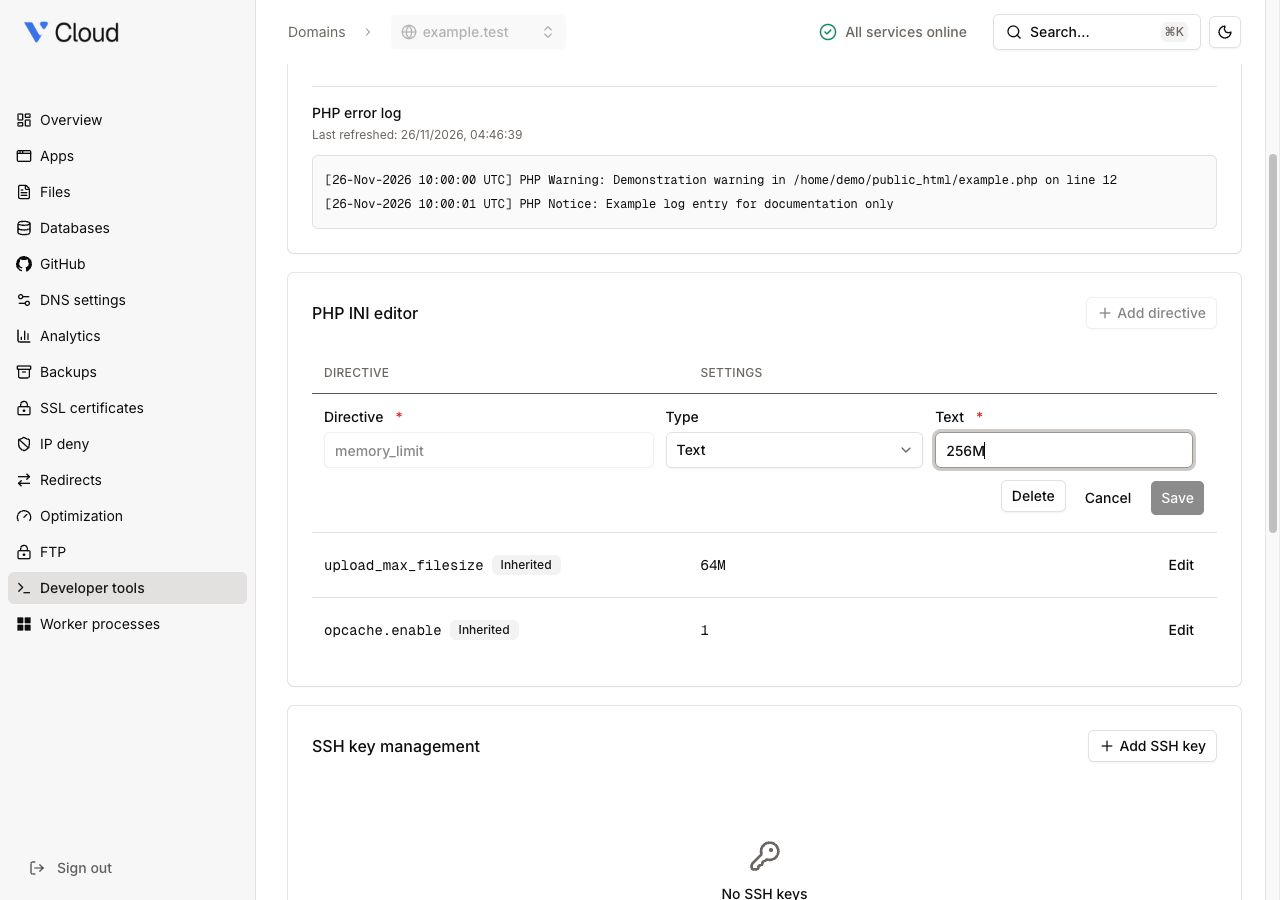 Cloud
Domains
example.test
All services online
Search...
⌘K
Overview
Apps
Files
Databases
GitHub
DNS settings
Analytics
Backups
SSL certificates
IP deny
Redirects
Optimization
FTP
Developer tools
Worker processes
Sign out
PHP error log
Last refreshed: 26/11/2026, 04:46:39
[26-Nov-2026 10:00:00 UTC] PHP Warning: Demonstration warning in /home/demo/public_html/example.php on line 12
[26-Nov-2026 10:00:01 UTC] PHP Notice: Example log entry for documentation only
PHP INI editor
Add directive
DIRECTIVE SETTINGS
Directive * Type Text *
memory_limit Text 256M
Delete Cancel Save
upload_max_filesize Inherited 64M Edit
opcache.enable Inherited 1 Edit
SSH key management
Add SSH key
No SSH keys